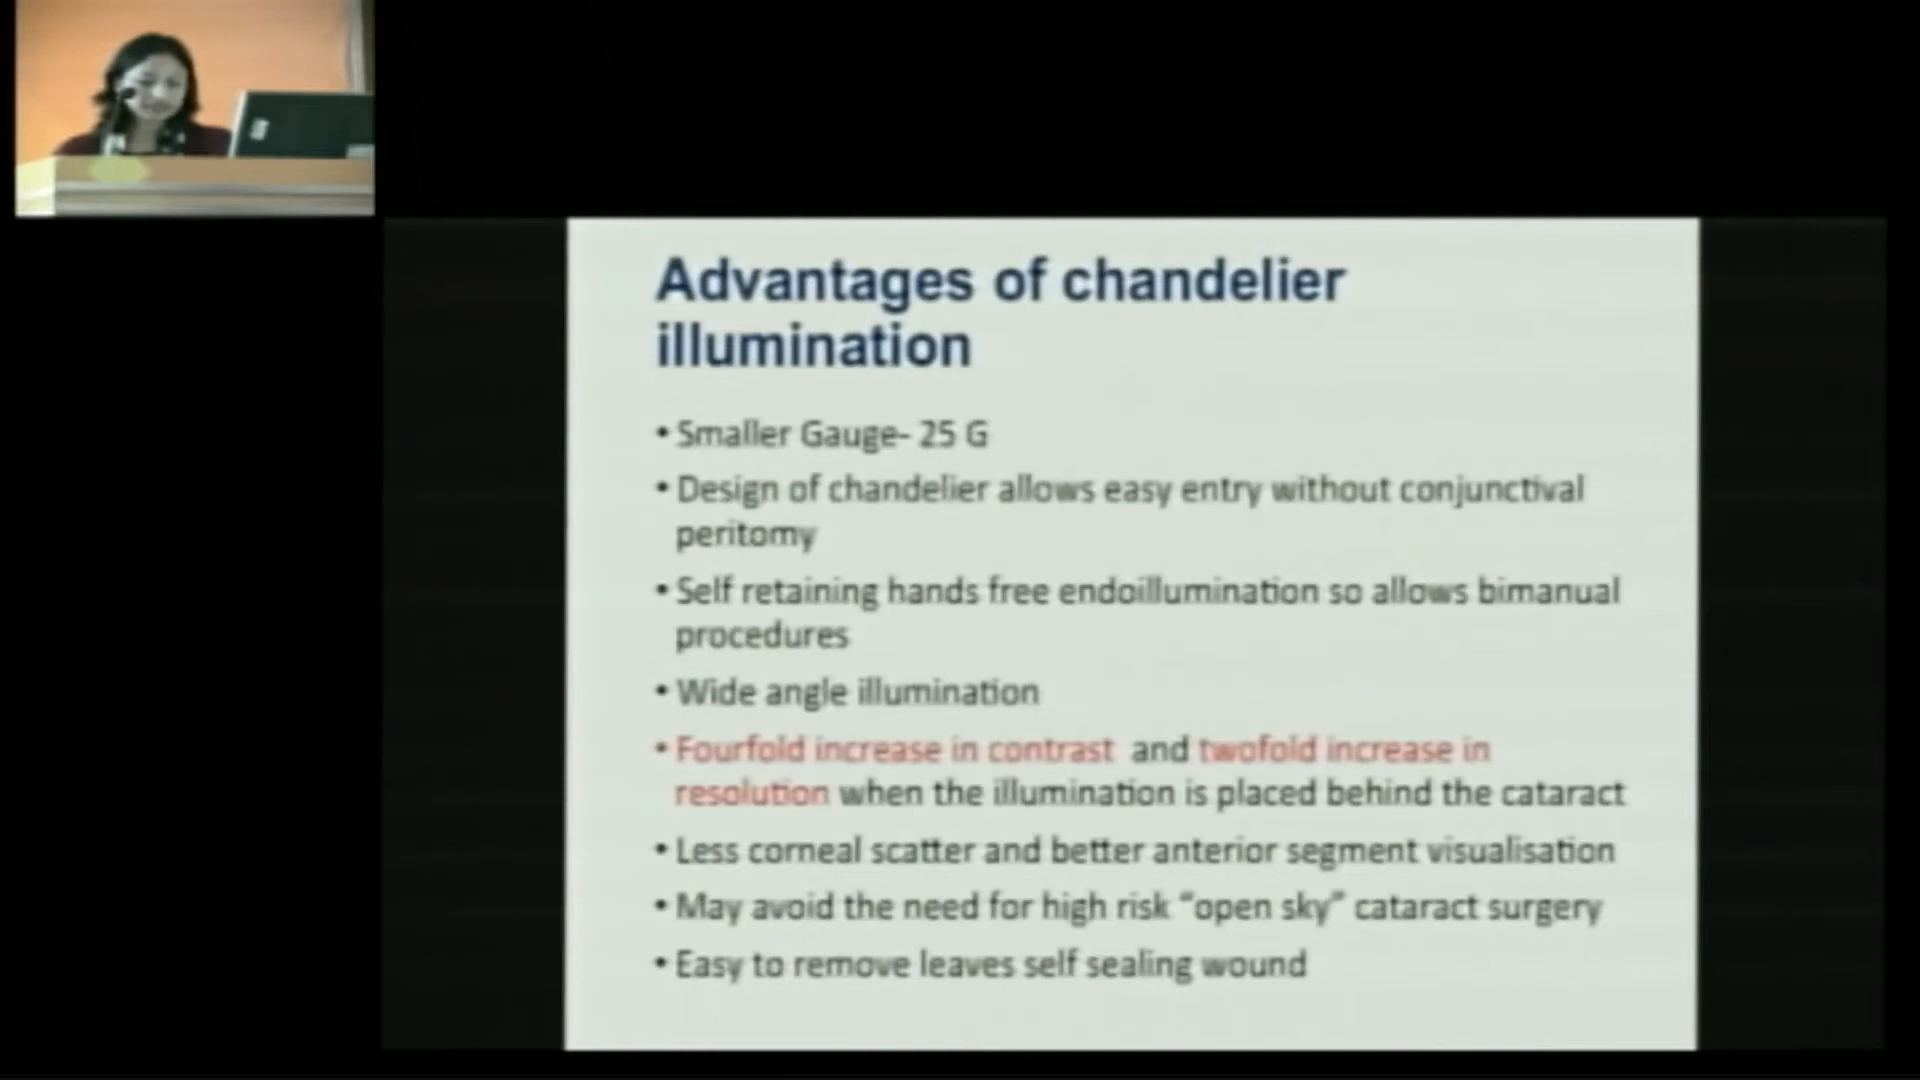 Advantages of chandelier
illumination
• Smaller Gauge- 25 G
• Design of chandelier allows easy entry without conjunctival
peritomy
• Self retaining hands free endoillumination so allows bimanual
procedures
• Wide angle illumination
• Fourfold increase in contrast and twofold increase in
resolution when the illumination is placed behind the cataract
• Less corneal scatter and better anterior segment visualisation
• May avoid the need for high risk “open sky” cataract surgery
• Easy to remove leaves self sealing wound